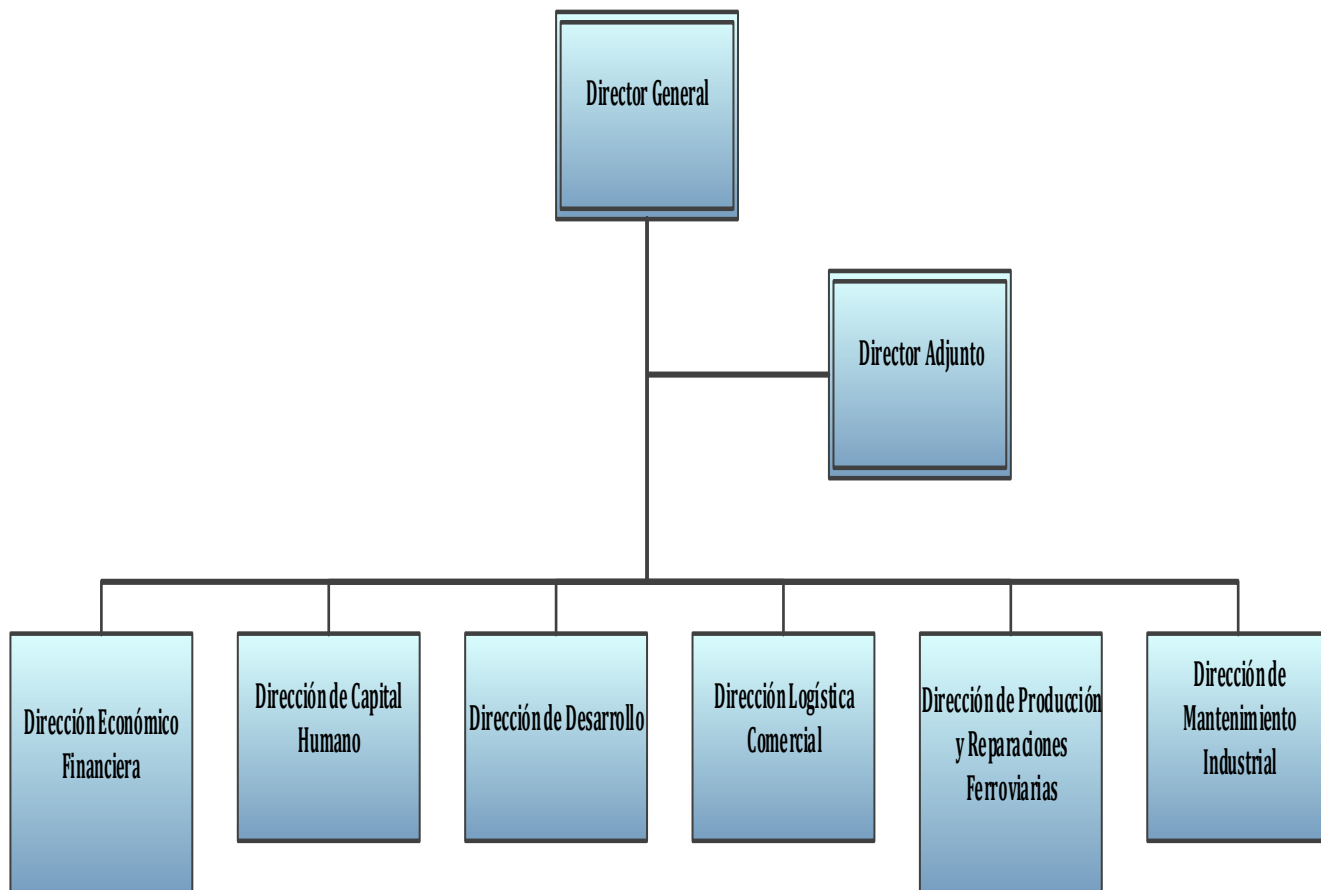 Director General
Director Adjunto
Dirección Económico
Financiera
Dirección de Capital
Humano
Dirección de Desarrollo
Dirección Logística
Comercial
Dirección de Producción
y Reparaciones
Ferroviarias
Dirección de
Mantenimiento
Industrial